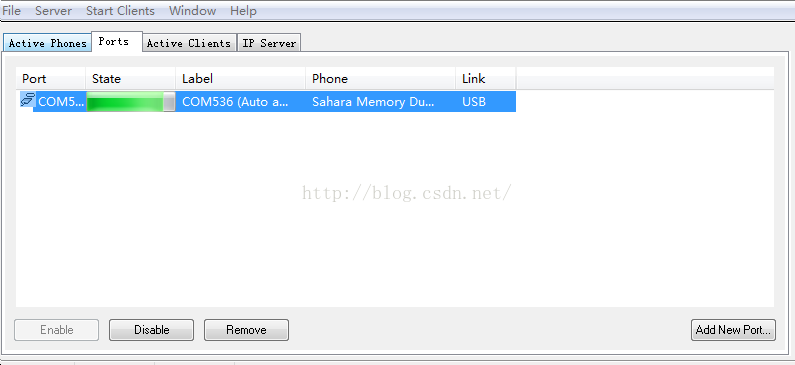 File Server Start Clients Window Help
Active Phones Ports Active Clients IP Server
Port State Label Phone Link
COM5... COM536 (Auto a... Sahara Memory Du... USB
http://blog.csdn.net/
Enable Disable Remove Add New Port...